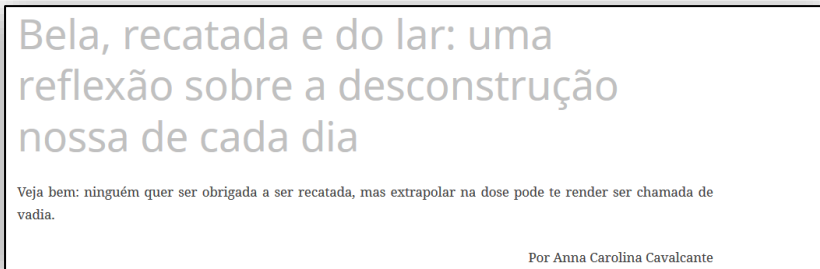 Bela, recatada e do lar: uma
reflexão sobre a desconstrução
nossa de cada dia
Veja bem: ninguém quer ser obrigada a ser recatada, mas extrapolar na dose pode te render ser chamada de
vadia.
Por Anna Carolina Cavalcante